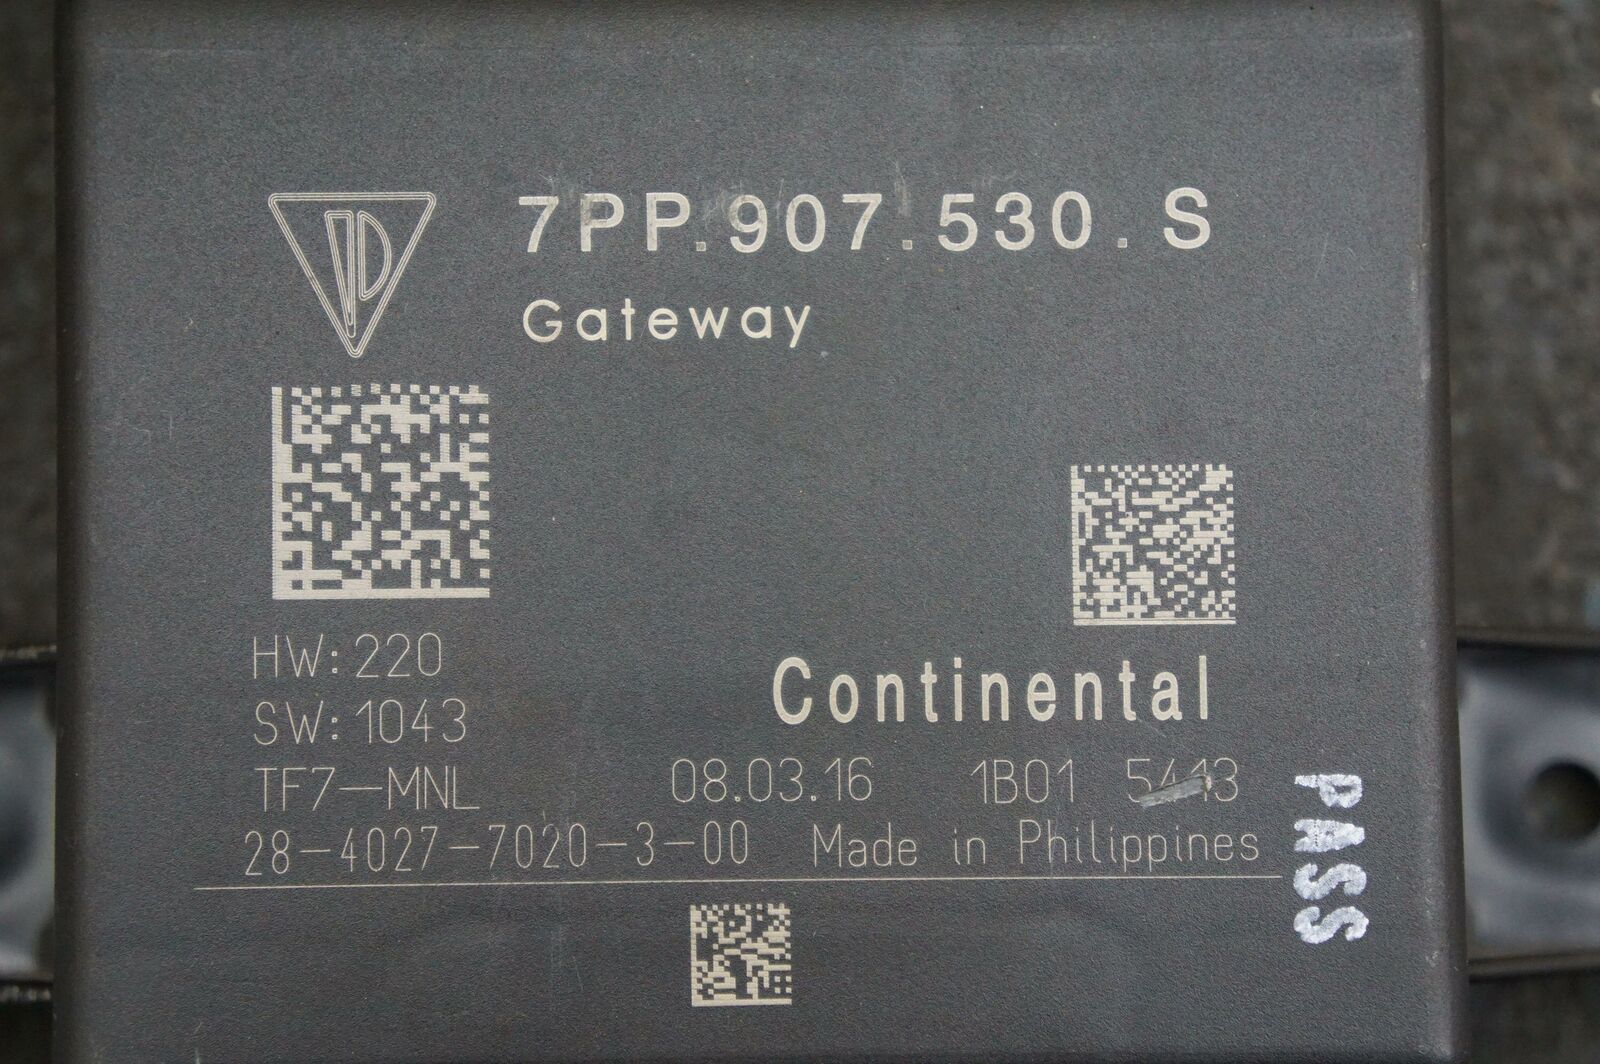 7PP.907.530.S
Gateway
HW: 220
SW: 1043
TF7-MNL
28-4027-7020-3-00
Continental
08.03.16 1B01
Made in Philippines
PASS